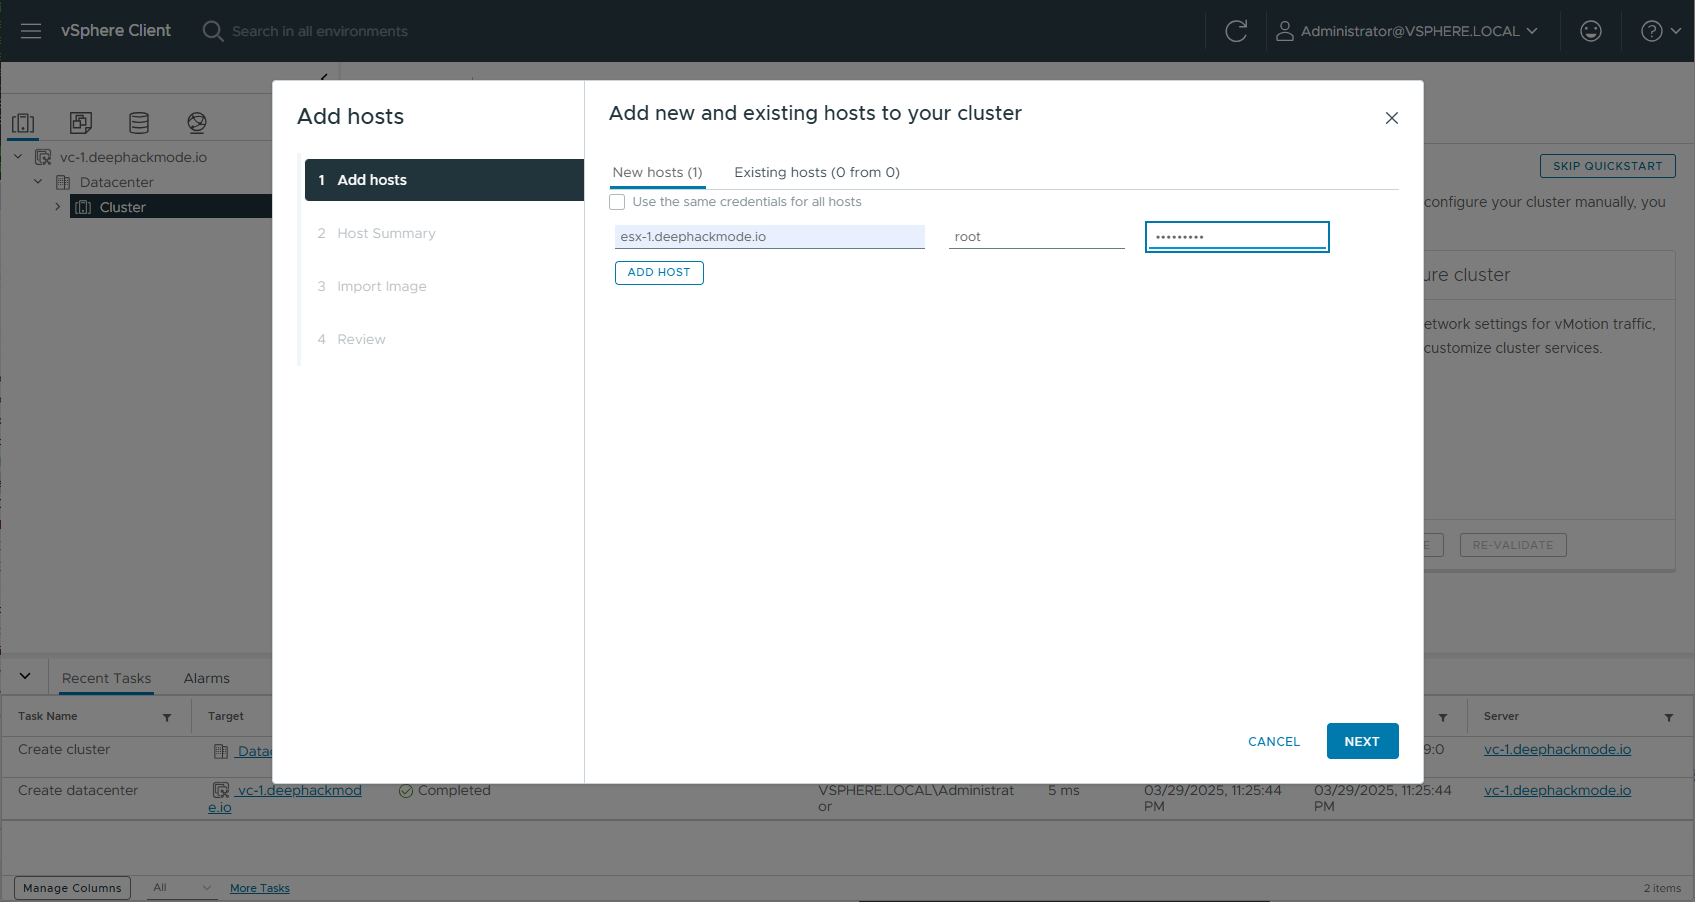 vSphere Client
Search in all environments
Administrator@VSPHERE.LOCAL
vc-1.deephackmode.io
Datacenter
Cluster
Add hosts
1 Add hosts
2 Host Summary
3 Import Image
4 Review
Add new and existing hosts to your cluster
New hosts (1)
Existing hosts (0 from 0)
Use the same credentials for all hosts
esx-1.deephackmode.io
root
•••••••••
ADD HOST
CANCEL
NEXT
SKIP QUICKSTART
configure your cluster manually, you
ure cluster
etwork settings for vMotion traffic,
customize cluster services.
E
RE-VALIDATE
Recent Tasks
Alarms
Task Name
Target
Server
Create cluster
Datac
9:0
vc-1.deephackmode.io
Create datacenter
vc-1.deephackmod
e.io
Completed
VSPHERE.LOCAL\Administrat
or
5 ms
03/29/2025, 11:25:44
PM
03/29/2025, 11:25:44
PM
vc-1.deephackmode.io
Manage Columns
All
More Tasks
2 items